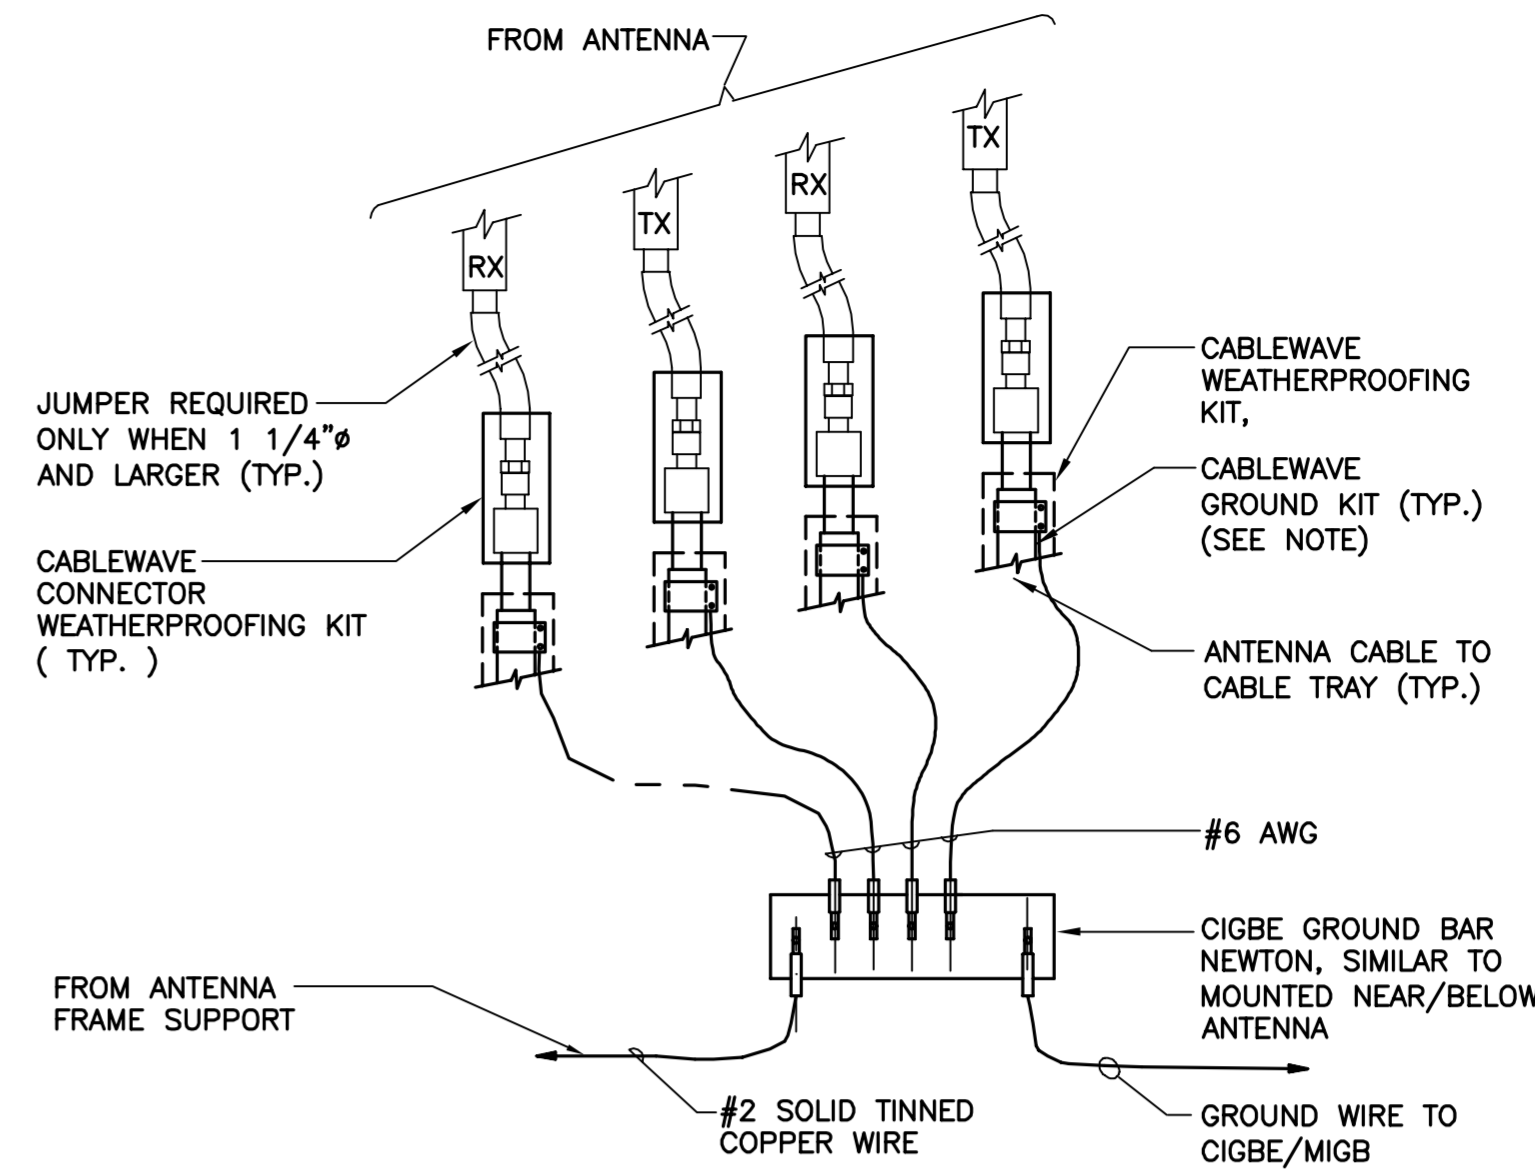 FROM ANTENNA
TX
RX
TX
RX
JUMPER REQUIRED
ONLY WHEN 1 1/4"ø
AND LARGER (TYP.)
CABLEWAVE
CONNECTOR
WEATHERPROOFING KIT
( TYP. )
CABLEWAVE
WEATHERPROOFING
KIT,
CABLEWAVE
GROUND KIT (TYP.)
(SEE NOTE)
ANTENNA CABLE TO
CABLE TRAY (TYP.)
#6 AWG
CIGBE GROUND BAR
NEWTON, SIMILAR TO
MOUNTED NEAR/BELOW
ANTENNA
FROM ANTENNA
FRAME SUPPORT
#2 SOLID TINNED
COPPER WIRE
GROUND WIRE TO
CIGBE/MIGB